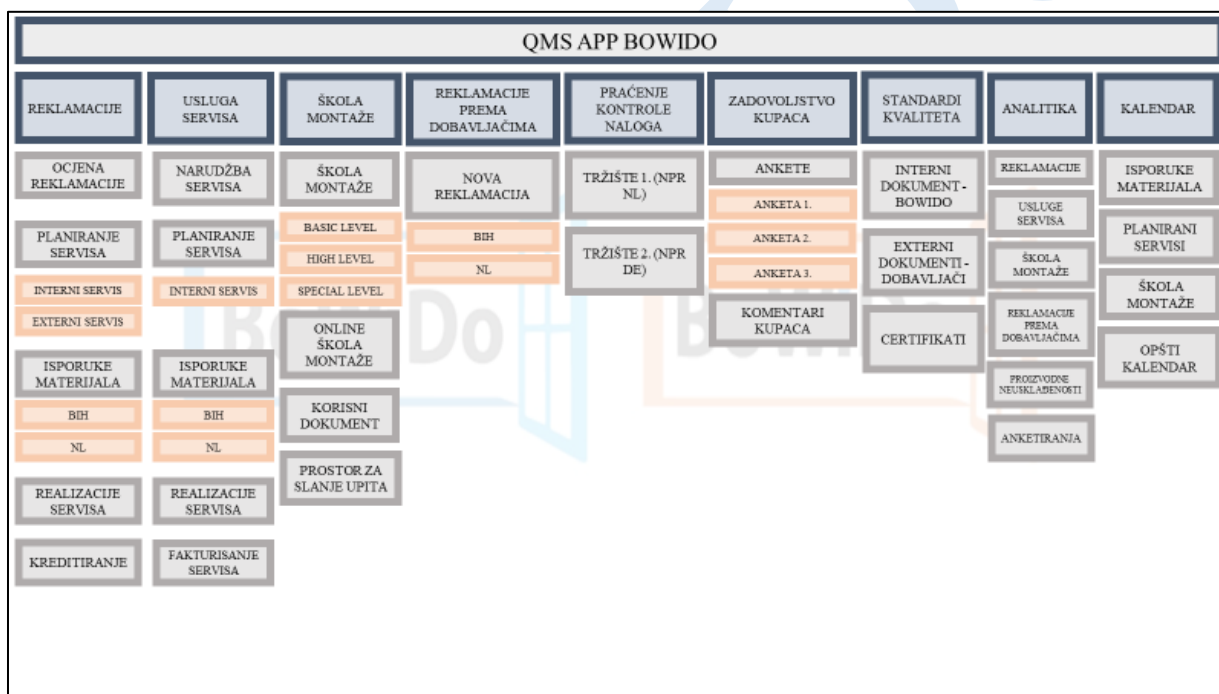 QMS APP BOWIDO
REKLAMACIJE
OCJENA
REKLAMACIJE
PLANIRANJE
SERVISA
INTERNI SERVIS
EXTERNI SERVIS
ISPORUKE
MATERIJALA
BIH
NL
REALIZACIJE
SERVISA
KREDITIRANJE
USLUGA
SERVISA
NARUDŽBA
SERVISA
PLANIRANJE
SERVISA
INTERNI SERVIS
ISPORUKE
MATERIJALA
BIH
NL
REALIZACIJE
SERVISA
FAKTURISANJE
SERVISA
ŠKOLA
MONTAŽE
ŠKOLA
MONTAŽE
BASIC LEVEL
HIGH LEVEL
SPECIAL LEVEL
ONLINE
ŠKOLA
MONTAŽE
KORISNI
DOKUMENT
PROSTOR ZA
SLANJE UPITA
REKLAMACIJE
PREMA
DOBAVLJAČIMA
NOVA
REKLAMACIJA
BIH
NL
PRAĆENJE
KONTROLE
NALOGA
TRŽIŠTE 1. (NPR
NL)
TRŽIŠTE 2. (NPR
DE)
ZADOVOLJSTVO
KUPACA
ANKETE
ANKETA 1.
ANKETA 2.
ANKETA 3.
KOMENTARI
KUPACA
STANDARDI
KVALITETA
INTERNI
DOKUMENT -
BOWIDO
EXTERNI
DOKUMENTI -
DOBAVLJAČI
CERTIFIKATI
ANALITIKA
REKLAMACIJE
USLUGE
SERVISA
ŠKOLA
MONTAŽE
REKLAMACIJE
PREMA
DOBAVLJAČIMA
PROIZVODNE
NEUSKLAĐENOSTI
ANKETIRANJA
KALENDAR
ISPORUKE
MATERIJALA
PLANIRANI
SERVISI
ŠKOLA
MONTAŽE
OPŠTI
KALENDAR